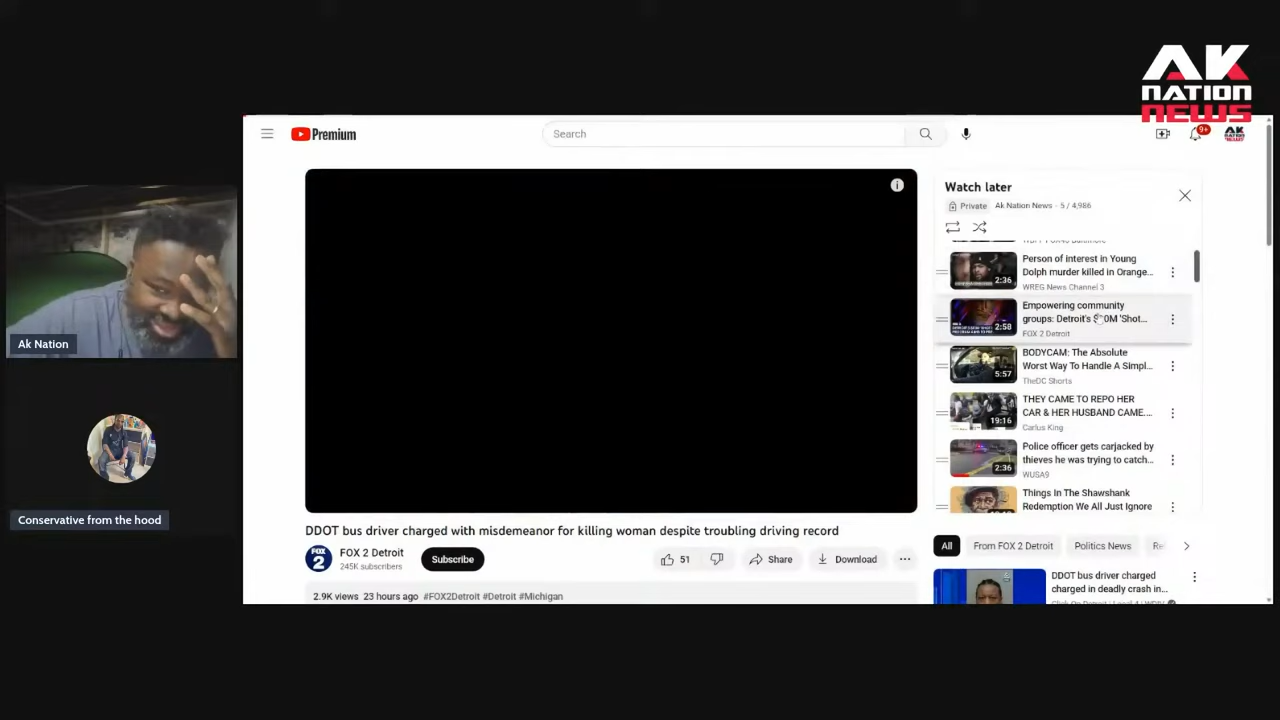 AK
NATION
NEWS
Premium
Search
9+
Watch later
Private Ak Nation News - 5 / 4,986
Person of interest in Young
Dolph murder killed in Orange...
WREG News Channel 3
2:36
Empowering community
groups: Detroit's
FOX 2 Detroit
2:58
BODYCAM: The Absolute
Worst Way To Handle A Simpl...
TheDC Shorts
5:57
THEY CAME TO REPO HER
CAR & HER HUSBAND CAME....
Carlus King
19:16
Police officer gets carjacked by
thieves he was trying to catch...
WUSA9
2:36
Things In The Shawshank
Redemption We All Just Ignore
Ak Nation
Conservative from the hood
DDOT bus driver charged with misdemeanor for killing woman despite troubling driving record
FOX 2
FOX 2 Detroit
245K subscribers
Subscribe
51
Share
Download
2.9K views 23 hours ago #FOX2Detroit #Detroit #Michigan
All
From FOX 2 Detroit
Politics News
Re
DDOT bus driver charged
charged in deadly crash in...